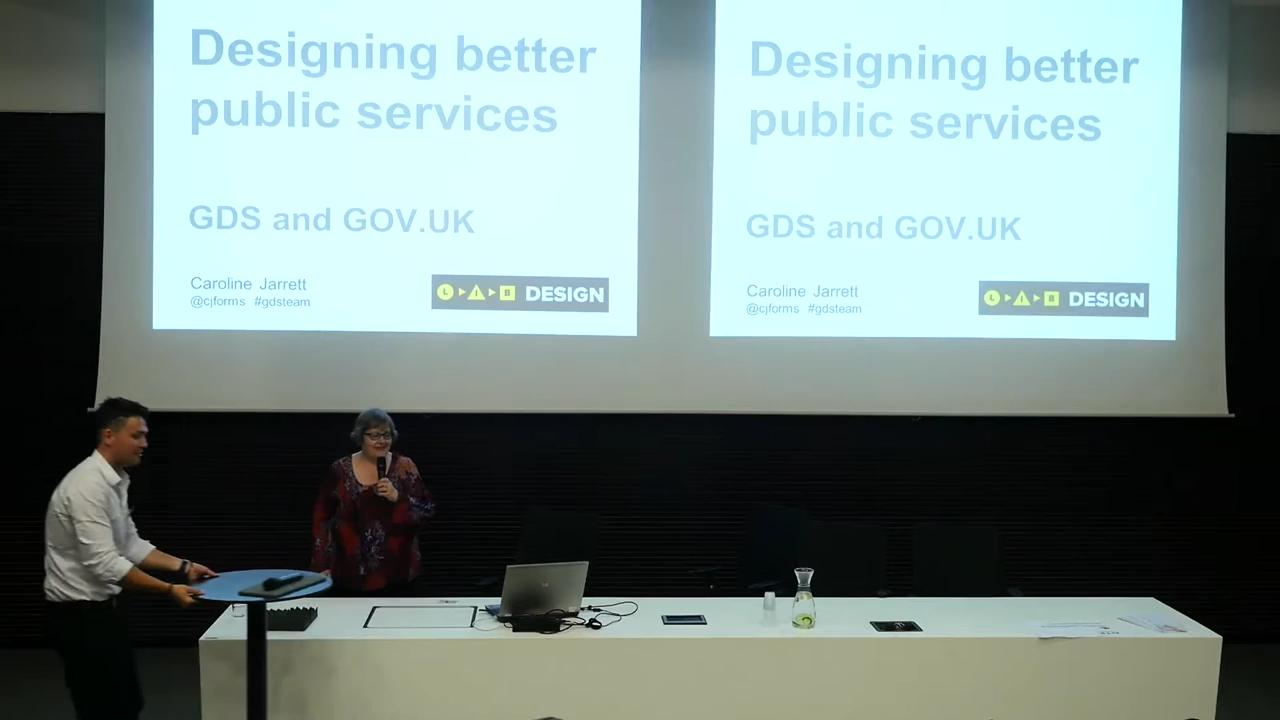 Designing better
public services
GDS and GOV.UK
Caroline Jarrett
@cjforms #gdsteam
L I B DESIGN
Designing better
public services
GDS and GOV.UK
Caroline Jarrett
@cjforms #gdsteam
L I B DESIGN